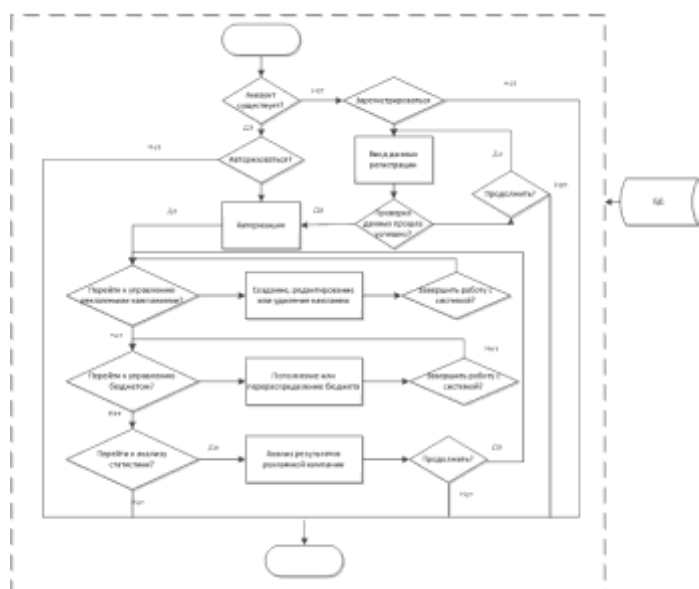 Аккаунт
существует?
Нет
Зарегистрироваться
Нет
Да
Нет
Авторизоваться?
Ввод данных
регистрации
Да
Продолжить?
Нет
БД
Да
Авторизация
Да
Проверка
данных прошла
успешно?
Перейти к управлению
рекламными кампаниями?
Создание, редактирование
или удаление кампании
Завершить работу с
системой?
Нет
Нет
Перейти к управлению
бюджетом?
Пополнение или
перераспределение бюджета
Завершить работу с
системой?
Нет
Перейти к анализу
статистики?
Да
Анализ результатов
рекламной кампании
Продолжить?
Да
Нет
Нет